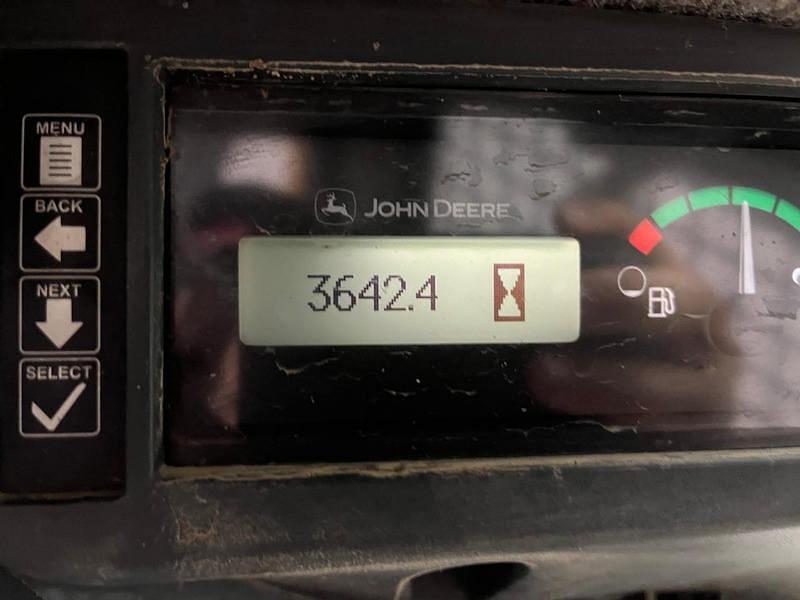 MENU
BACK
NEXT
SELECT
JOHN DEERE
3642.4